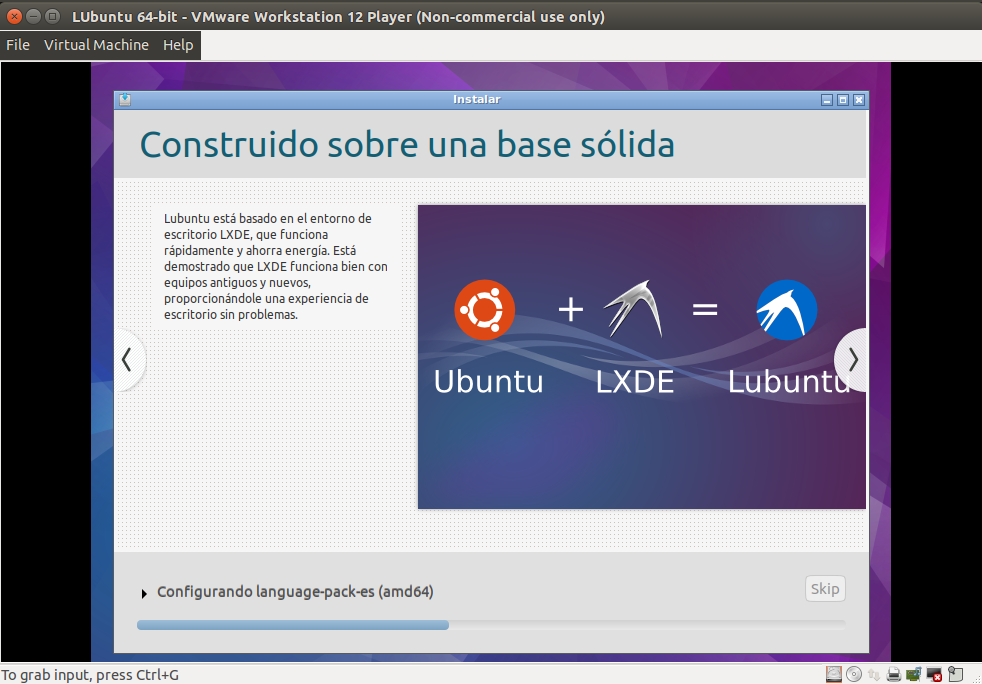 LUbuntu 64-bit - VMware Workstation 12 Player (Non-commercial use only)
File Virtual Machine Help
Instalar
Construido sobre una base sólida
Lubuntu está basado en el entorno de
escritorio LXDE, que funciona
rápidamente y ahorra energía. Está
demostrado que LXDE funciona bien con
equipos antiguos y nuevos,
proporcionándole una experiencia de
escritorio sin problemas.
+ =
Ubuntu LXDE Lubuntu
Configurando language-pack-es (amd64)
Skip
To grab input, press Ctrl+G